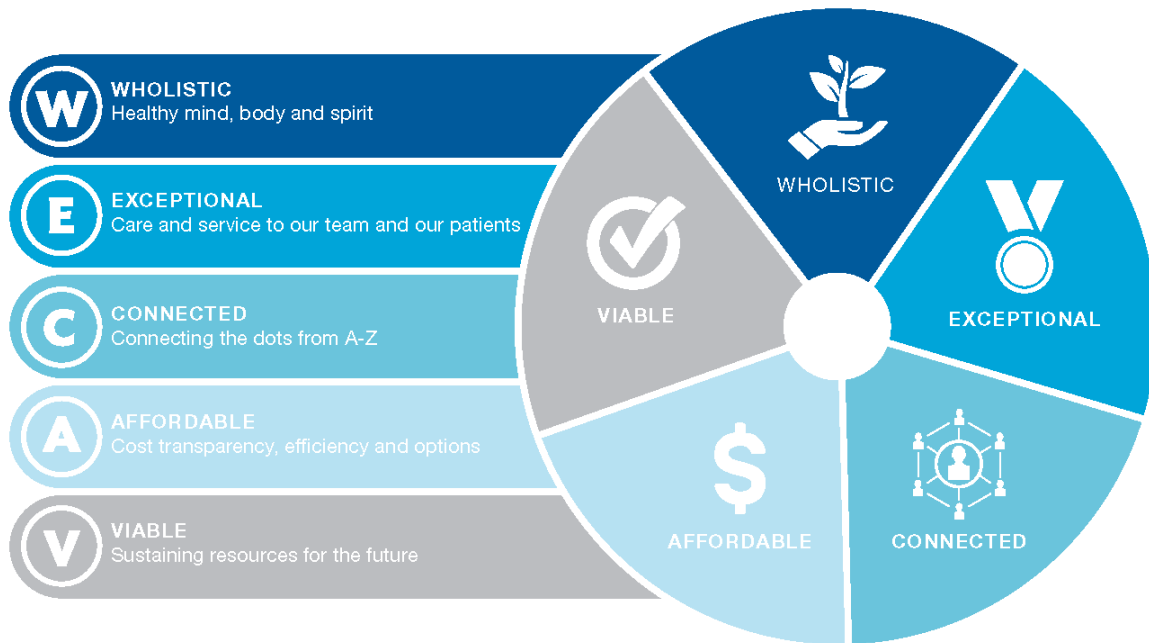 W
WHOLISTIC
Healthy mind, body and spirit
E
EXCEPTIONAL
Care and service to our team and our patients
C
CONNECTED
Connecting the dots from A-Z
A
AFFORDABLE
Cost transparency, efficiency and options
V
VIABLE
Sustaining resources for the future
WHOLISTIC
EXCEPTIONAL
CONNECTED
$
AFFORDABLE
VIABLE